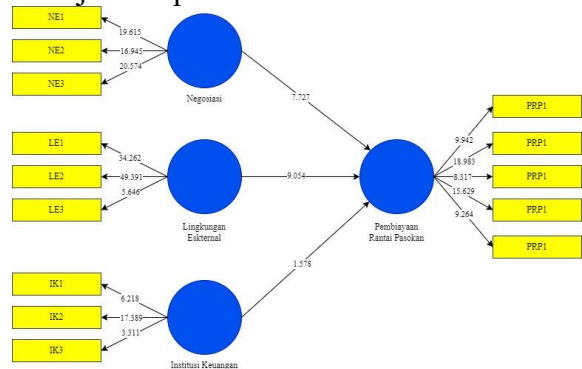 NE1
NE2
NE3
19.615
16.945
20.574
Negosiasi
7.727
LE1
LE2
LE3
34.262
49.391
5.646
Lingkungan
Eskternal
9.054
IK1
IK2
IK3
6.218
17.389
3.311
Institusi Keuangan
1.578
Pembiayaan
Rantai Pasokan
9.942
18.983
8.317
15.629
9.264
PRP1
PRP1
PRP1
PRP1
PRP1